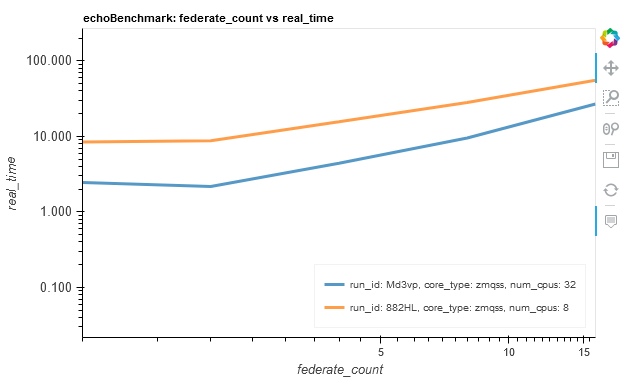 echoBenchmark: federate_count vs real_time
100.000
10.000
1.000
0.100
real_time
run_id: Md3vp, core_type: zmqss, num_cpus: 32
run_id: 882HL, core_type: zmqss, num_cpus: 8
5
10
15
federate_count